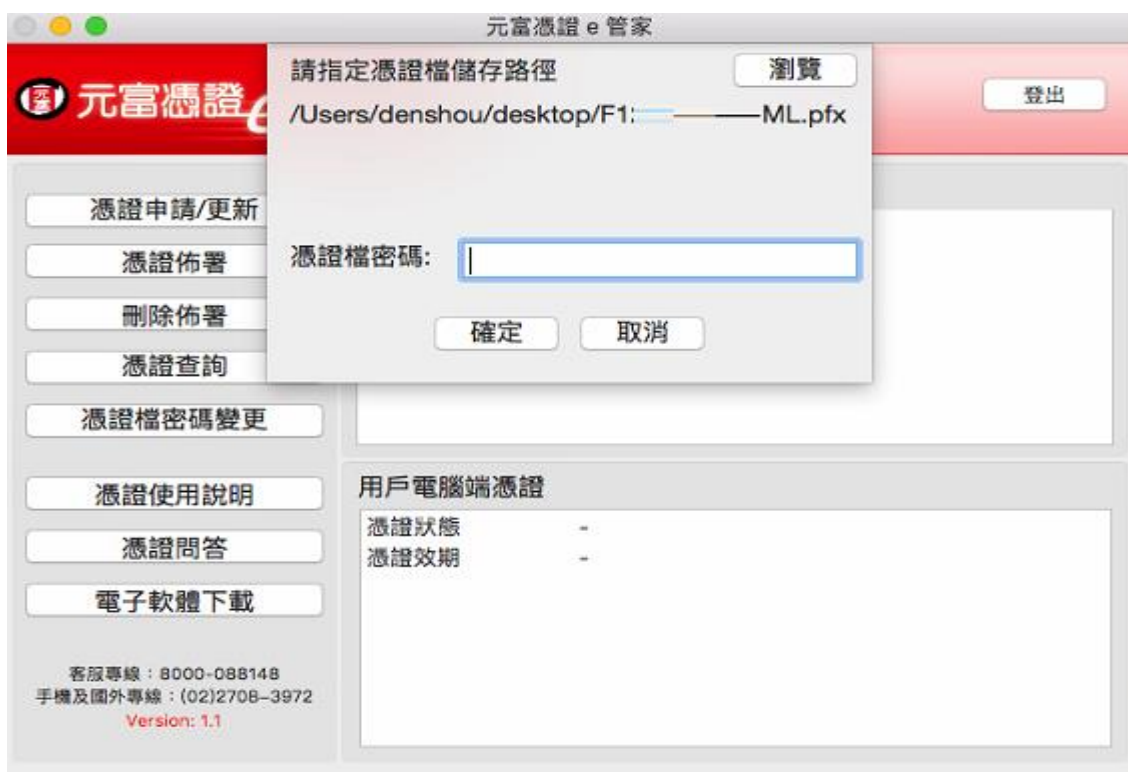 元富憑證 e 管家
元富憑證e
登出
請指定憑證檔儲存路徑
瀏覽
/Users/denshou/desktop/F1 ML.pfx
憑證檔密碼:
確定
取消
憑證申請/更新
憑證佈署
刪除佈署
憑證查詢
憑證檔密碼變更
憑證使用說明
憑證問答
電子軟體下載
客服專線：8000-088148
手機及國外專線：(02)2708-3972
Version: 1.1
用戶電腦端憑證
憑證狀態 -
憑證效期 -